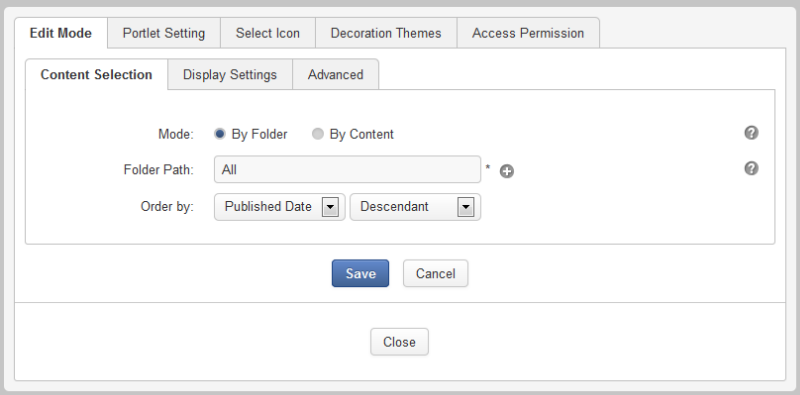 Edit Mode Portlet Setting Select Icon Decoration Themes Access Permission
Content Selection Display Settings Advanced
Mode: By Folder By Content ?
Folder Path: All * + ?
Order by: Published Date Descendant
Save Cancel
Close